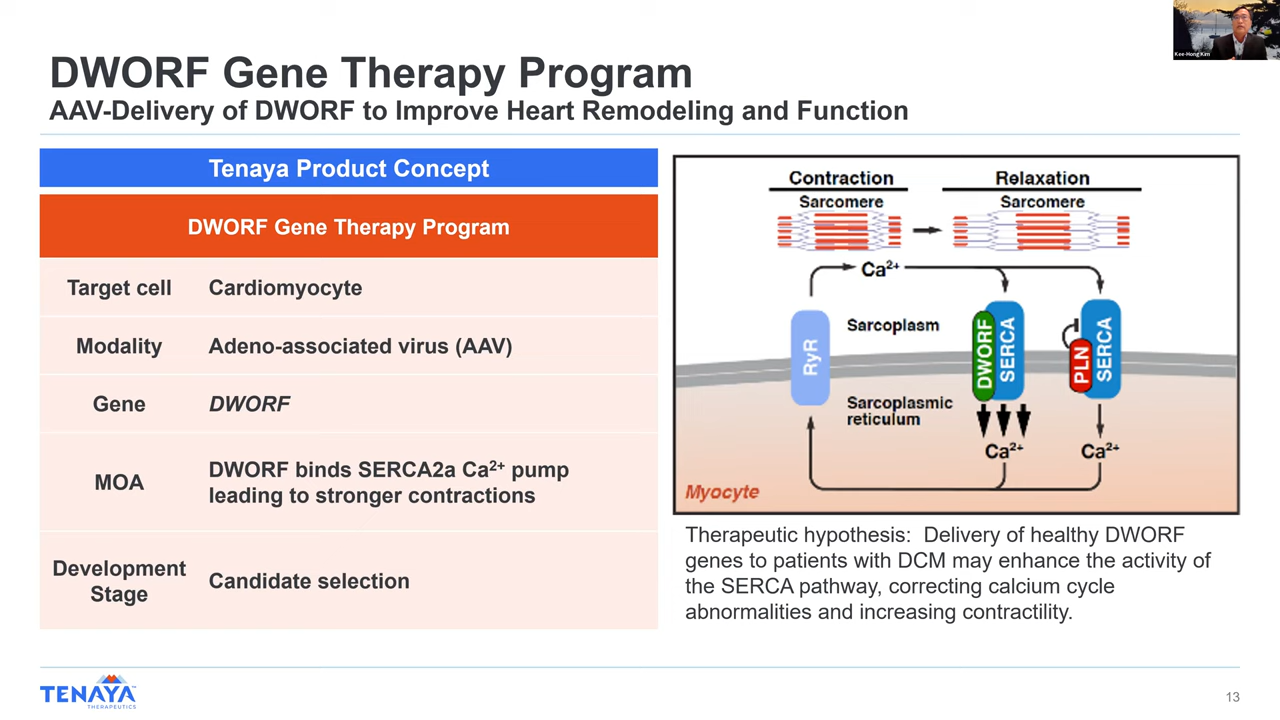 Kee-Hong Kim
DWORF Gene Therapy Program
AAV-Delivery of DWORF to Improve Heart Remodeling and Function
Tenaya Product Concept
DWORF Gene Therapy Program
Target cell Cardiomyocyte
Modality Adeno-associated virus (AAV)
Gene DWORF
MOA
DWORF binds SERCA2a Ca²⁺ pump
leading to stronger contractions
Development
Stage
Candidate selection
Contraction Relaxation
Sarcomere Sarcomere
Ca²⁺
Sarcoplasm
RyR
DWORF
SERCA
PLN
SERCA
Sarcoplasmic
reticulum
Ca²⁺ Ca²⁺
Myocyte
Therapeutic hypothesis: Delivery of healthy DWORF
genes to patients with DCM may enhance the activity of
the SERCA pathway, correcting calcium cycle
abnormalities and increasing contractility.
TENAYA
THERAPEUTICS
13